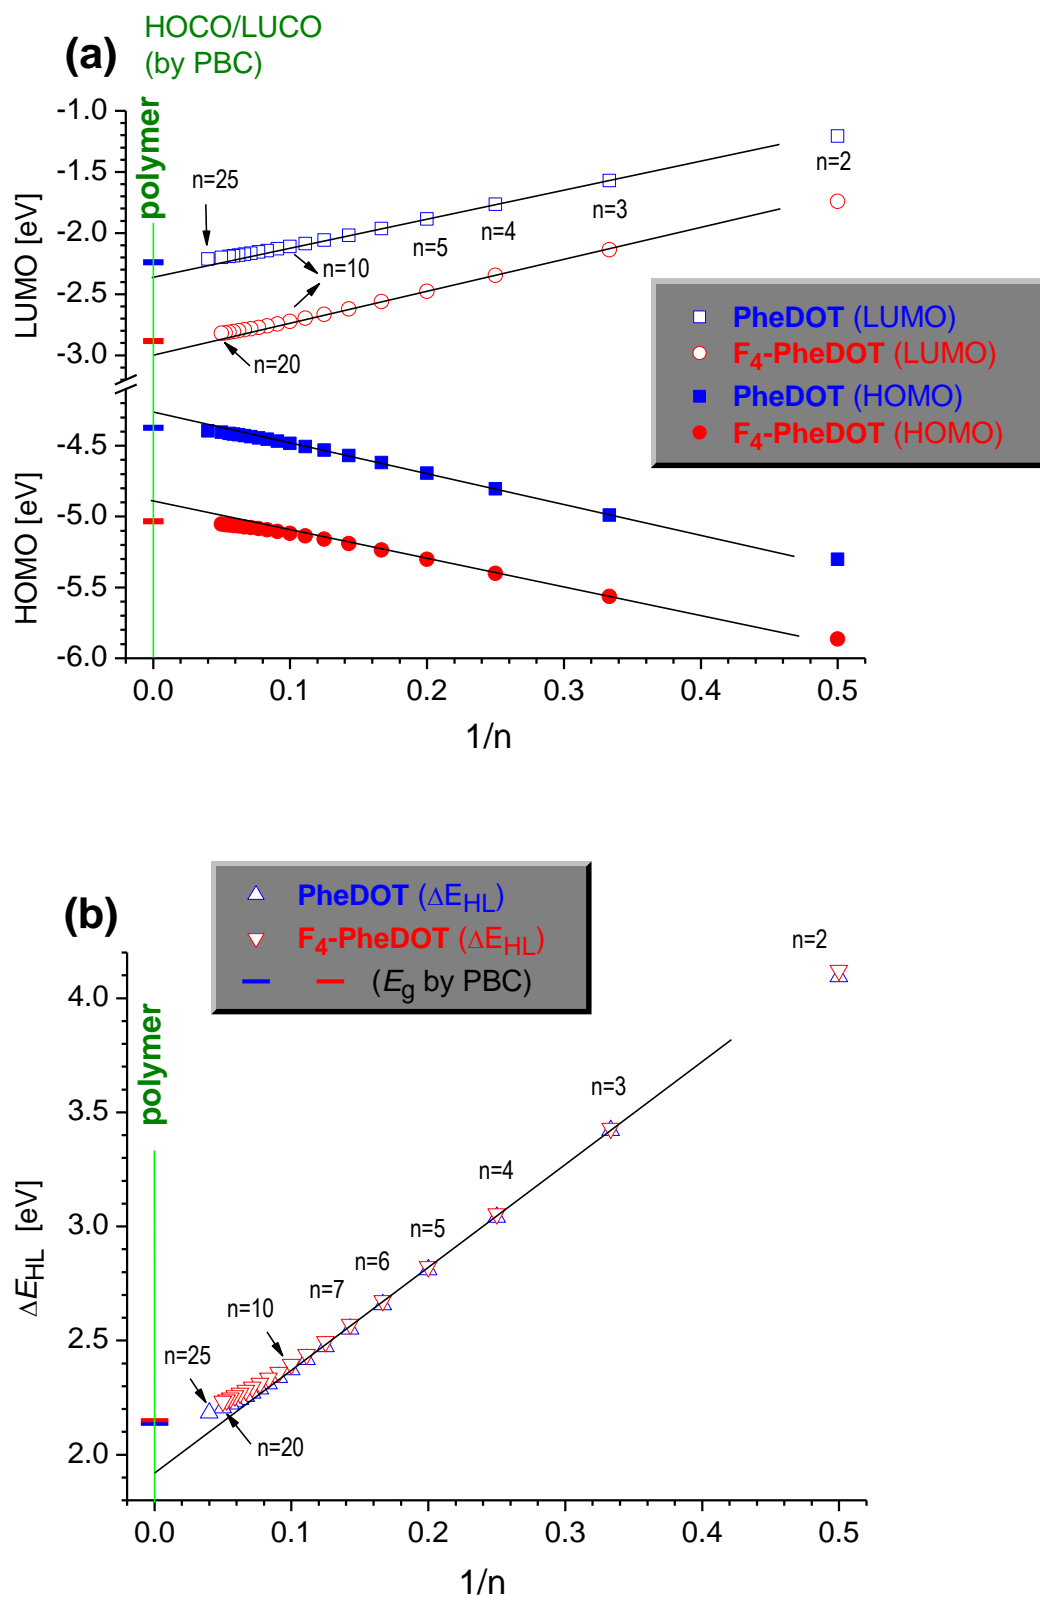 HOCO/LUCO
(a)
(by PBC)
polymer
LUMO [eV]
-1.0
-1.5
-2.0
-2.5
-3.0
n=25
n=2
n=3
n=4
n=5
n=10
n=20
PheDOT (LUMO)
F4-PheDOT (LUMO)
PheDOT (HOMO)
F4-PheDOT (HOMO)
HOMO [eV]
-4.5
-5.0
-5.5
-6.0
0.0 0.1 0.2 0.3 0.4 0.5
1/n
(b)
PheDOT (ΔEHL)
F4-PheDOT (ΔEHL)
(Eg by PBC)
polymer
ΔEHL [eV]
4.0
3.5
3.0
2.5
2.0
n=2
n=3
n=4
n=5
n=6
n=7
n=10
n=25
n=20
0.0 0.1 0.2 0.3 0.4 0.5
1/n